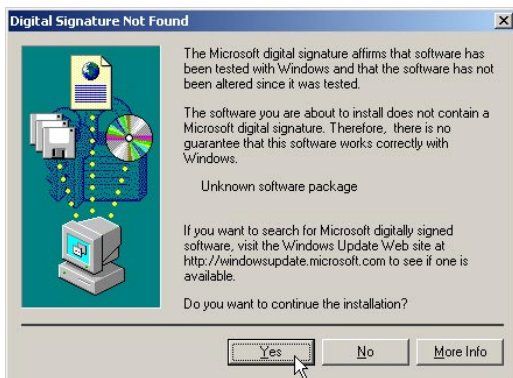 Digital Signature Not Found
The Microsoft digital signature affirms that software has
been tested with Windows and that the software has not
been altered since it was tested.
The software you are about to install does not contain a
Microsoft digital signature. Therefore, there is no
guarantee that this software works correctly with
Windows.
Unknown software package
If you want to search for Microsoft digitally signed
software, visit the Windows Update Web site at
http://windowsupdate.microsoft.com to see if one is
available.
Do you want to continue the installation?
Yes
No
More Info